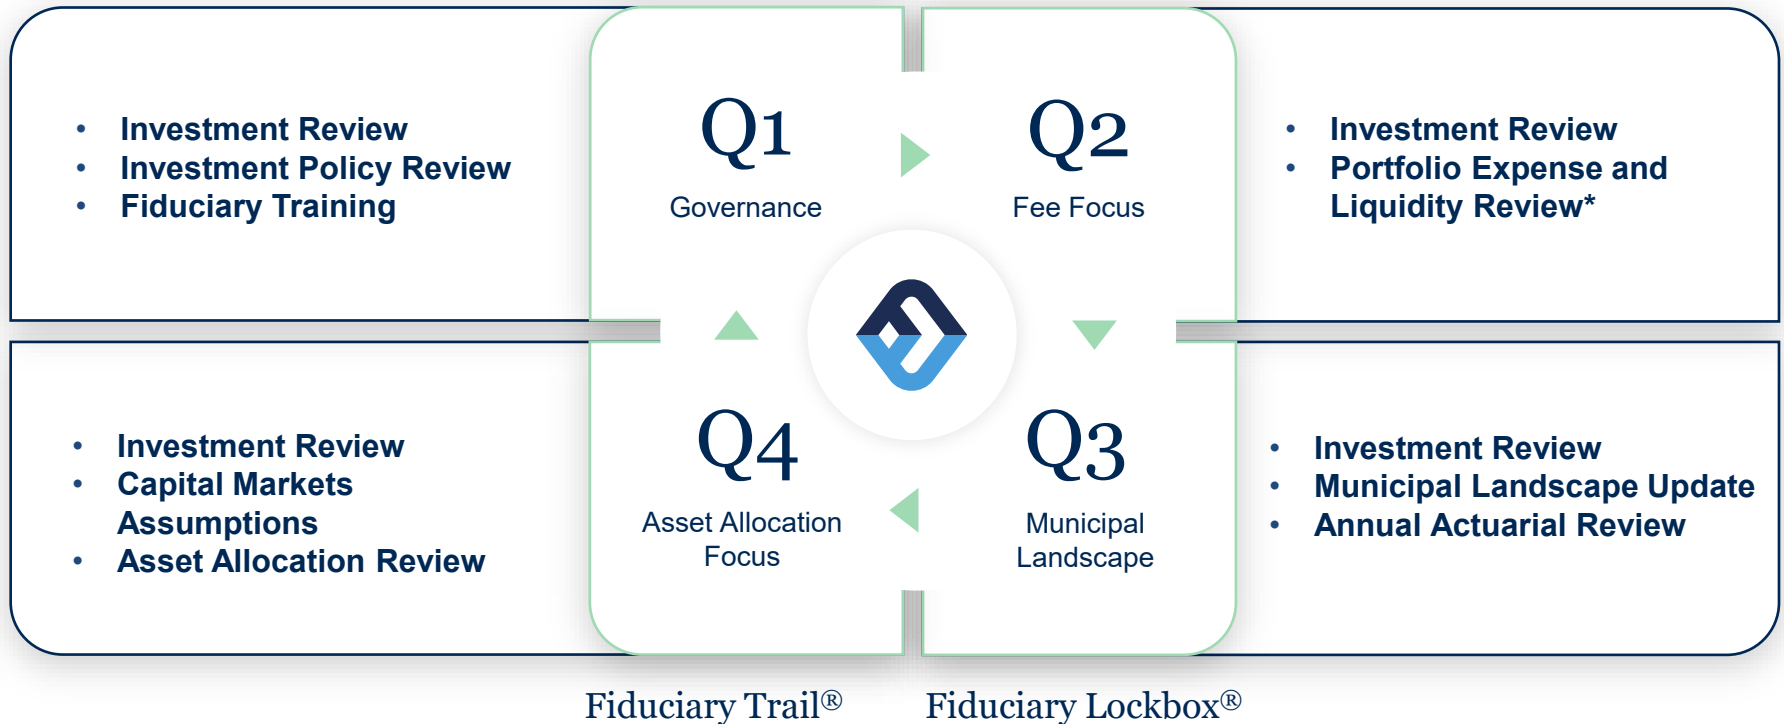 • Investment Review
• Investment Policy Review
• Fiduciary Training
Q1
Governance
Q2
Fee Focus
• Investment Review
• Portfolio Expense and
Liquidity Review*
• Investment Review
• Capital Markets
Assumptions
• Asset Allocation Review
Q4
Asset Allocation
Focus
Q3
Municipal
Landscape
• Investment Review
• Municipal Landscape Update
• Annual Actuarial Review
Fiduciary Trail®
Fiduciary Lockbox®